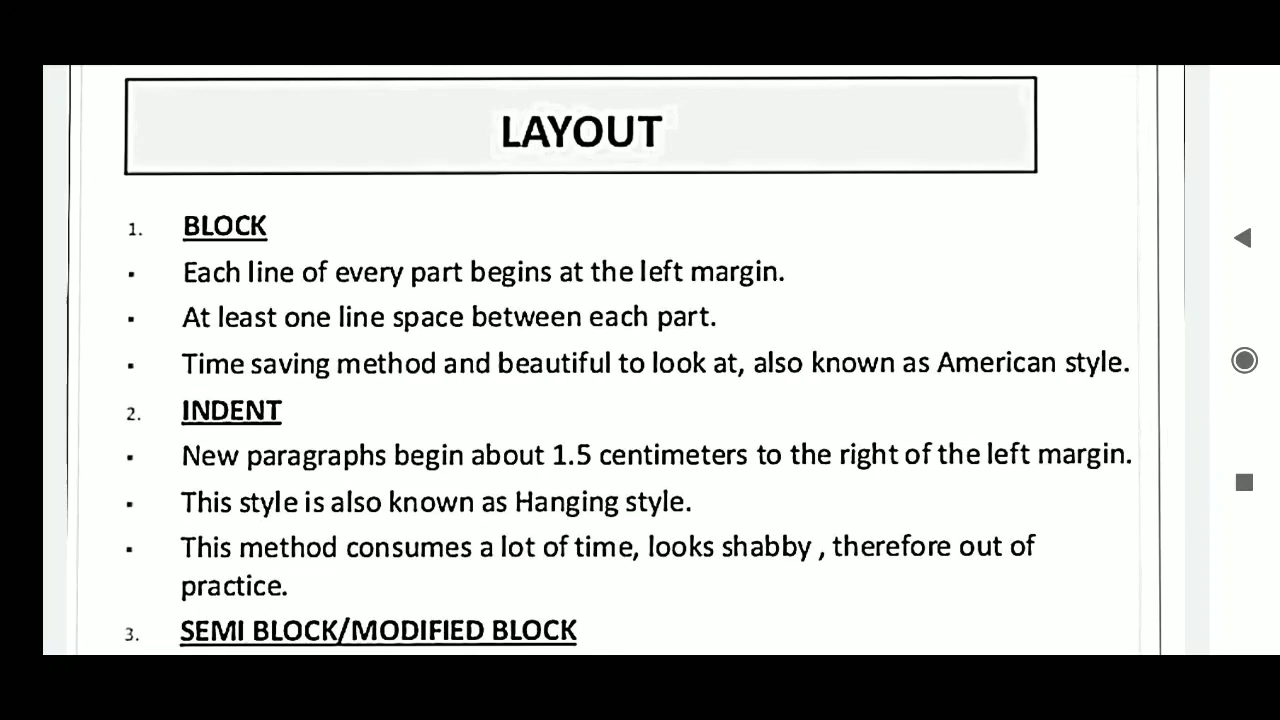 LAYOUT
1. BLOCK
▪ Each line of every part begins at the left margin.
▪ At least one line space between each part.
▪ Time saving method and beautiful to look at, also known as American style.
2. INDENT
▪ New paragraphs begin about 1.5 centimeters to the right of the left margin.
▪ This style is also known as Hanging style.
▪ This method consumes a lot of time, looks shabby , therefore out of
practice.
3. SEMI BLOCK/MODIFIED BLOCK